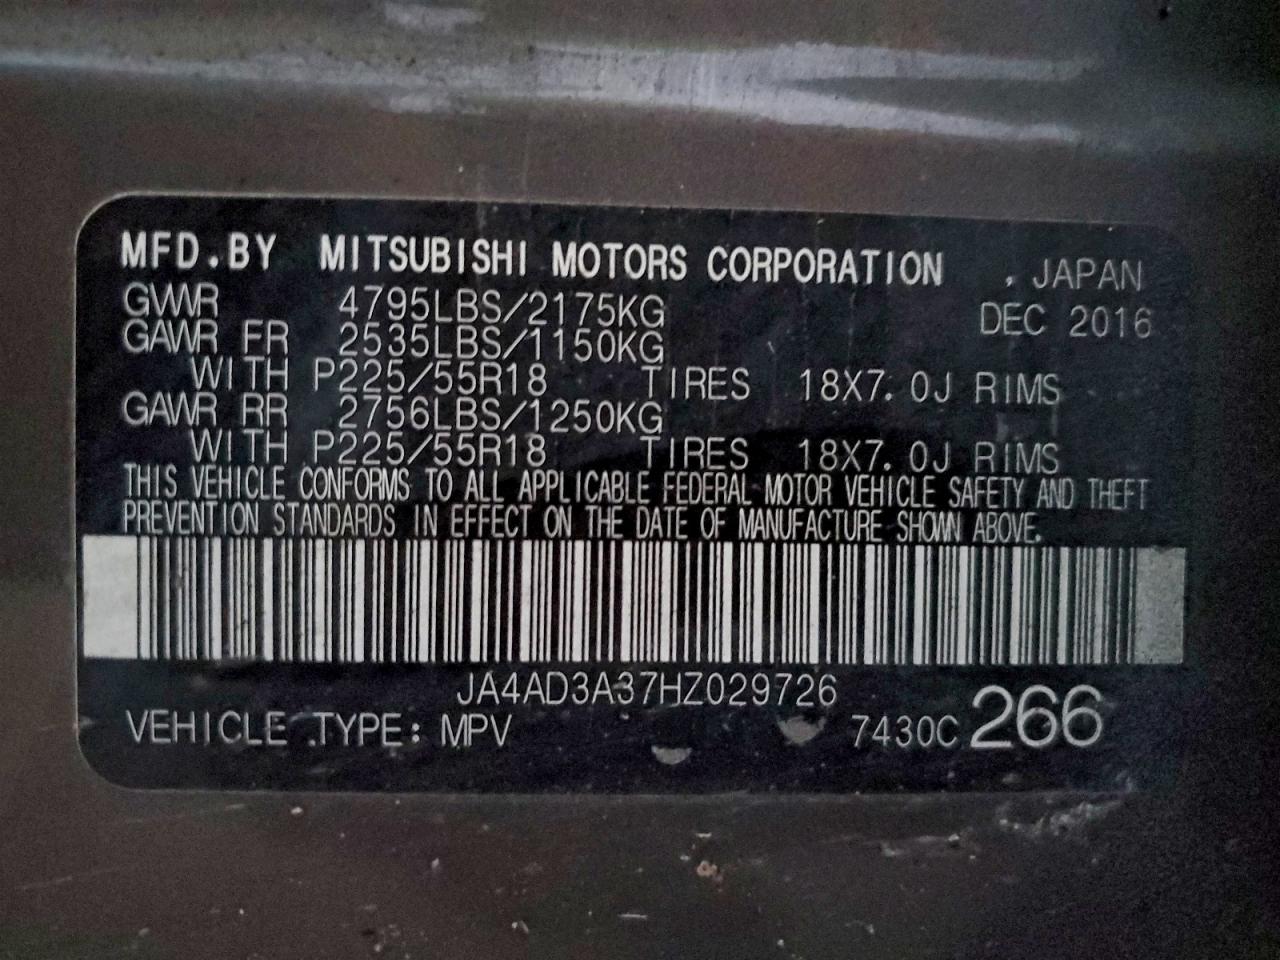 MFD.BY MITSUBISHI MOTORS CORPORATION , JAPAN
GVWR 4795LBS/2175KG DEC 2016
GAWR FR 2535LBS/1150KG
WITH P225/55R18 TIRES 18X7.0J RIMS
GAWR RR 2756LBS/1250KG
WITH P225/55R18 TIRES 18X7.0J RIMS
THIS VEHICLE CONFORMS TO ALL APPLICABLE FEDERAL MOTOR VEHICLE SAFETY AND THEFT
PREVENTION STANDARDS IN EFFECT ON THE DATE OF MANUFACTURE SHOWN ABOVE.
JA4AD3A37HZ029726
VEHICLE TYPE: MPV 7430C 266